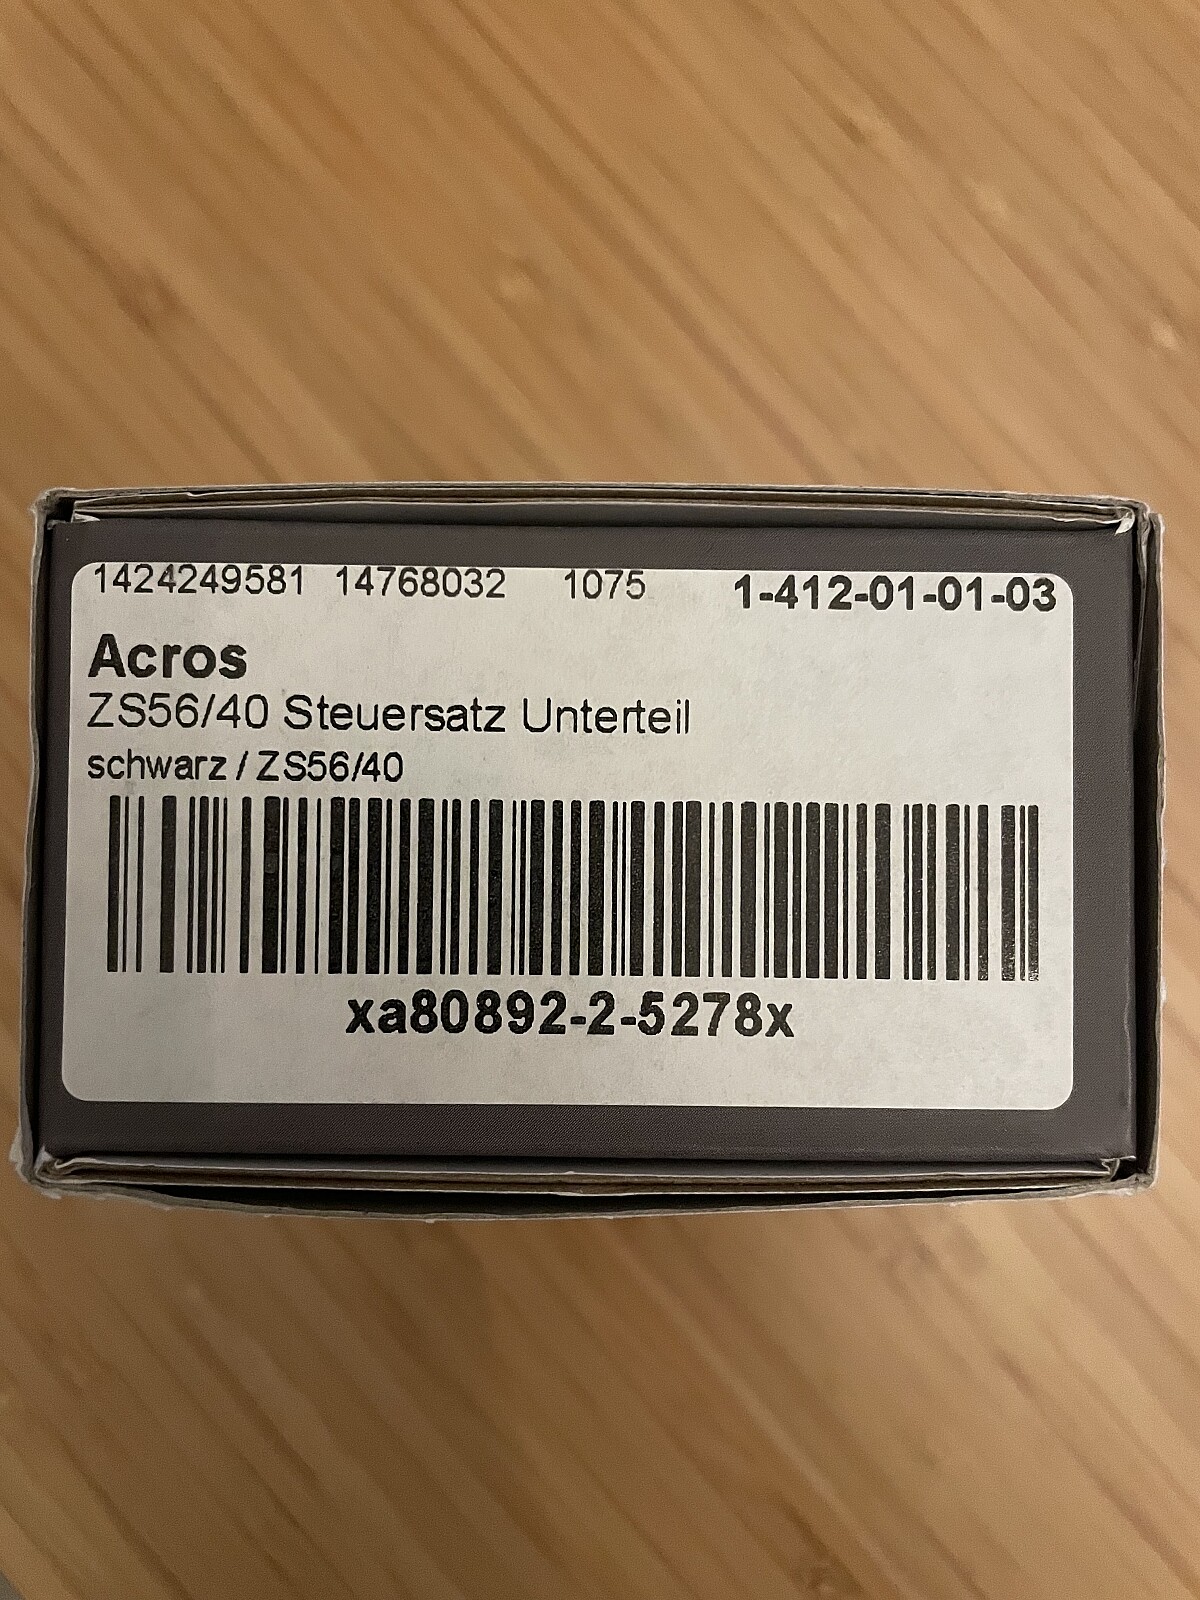 1424249581 14768032 1075 1-412-01-01-03
Acros
ZS56/40 Steuersatz Unterteil
schwarz / ZS56/40
xa80892-2-5278x